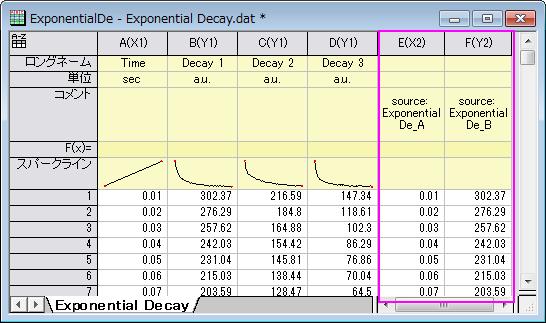 ExponentialDe - Exponential Decay.dat *
A(X1) B(Y1) C(Y1) D(Y1) E(X2) F(Y2)
ロングネーム Time Decay 1 Decay 2 Decay 3
単位 sec a.u. a.u. a.u.
コメント source: Exponential De_A source: Exponential De_B
F(x)=
スパークライン
1 0.01 302.37 216.59 147.34 0.01 302.37
2 0.02 276.29 184.8 118.61 0.02 276.29
3 0.03 257.62 164.88 102.3 0.03 257.62
4 0.04 242.03 154.42 86.29 0.04 242.03
5 0.05 231.04 145.81 76.86 0.05 231.04
6 0.06 215.03 138.44 70.04 0.06 215.03
7 0.07 203.59 128.47 64.5 0.07 203.59
Exponential Decay